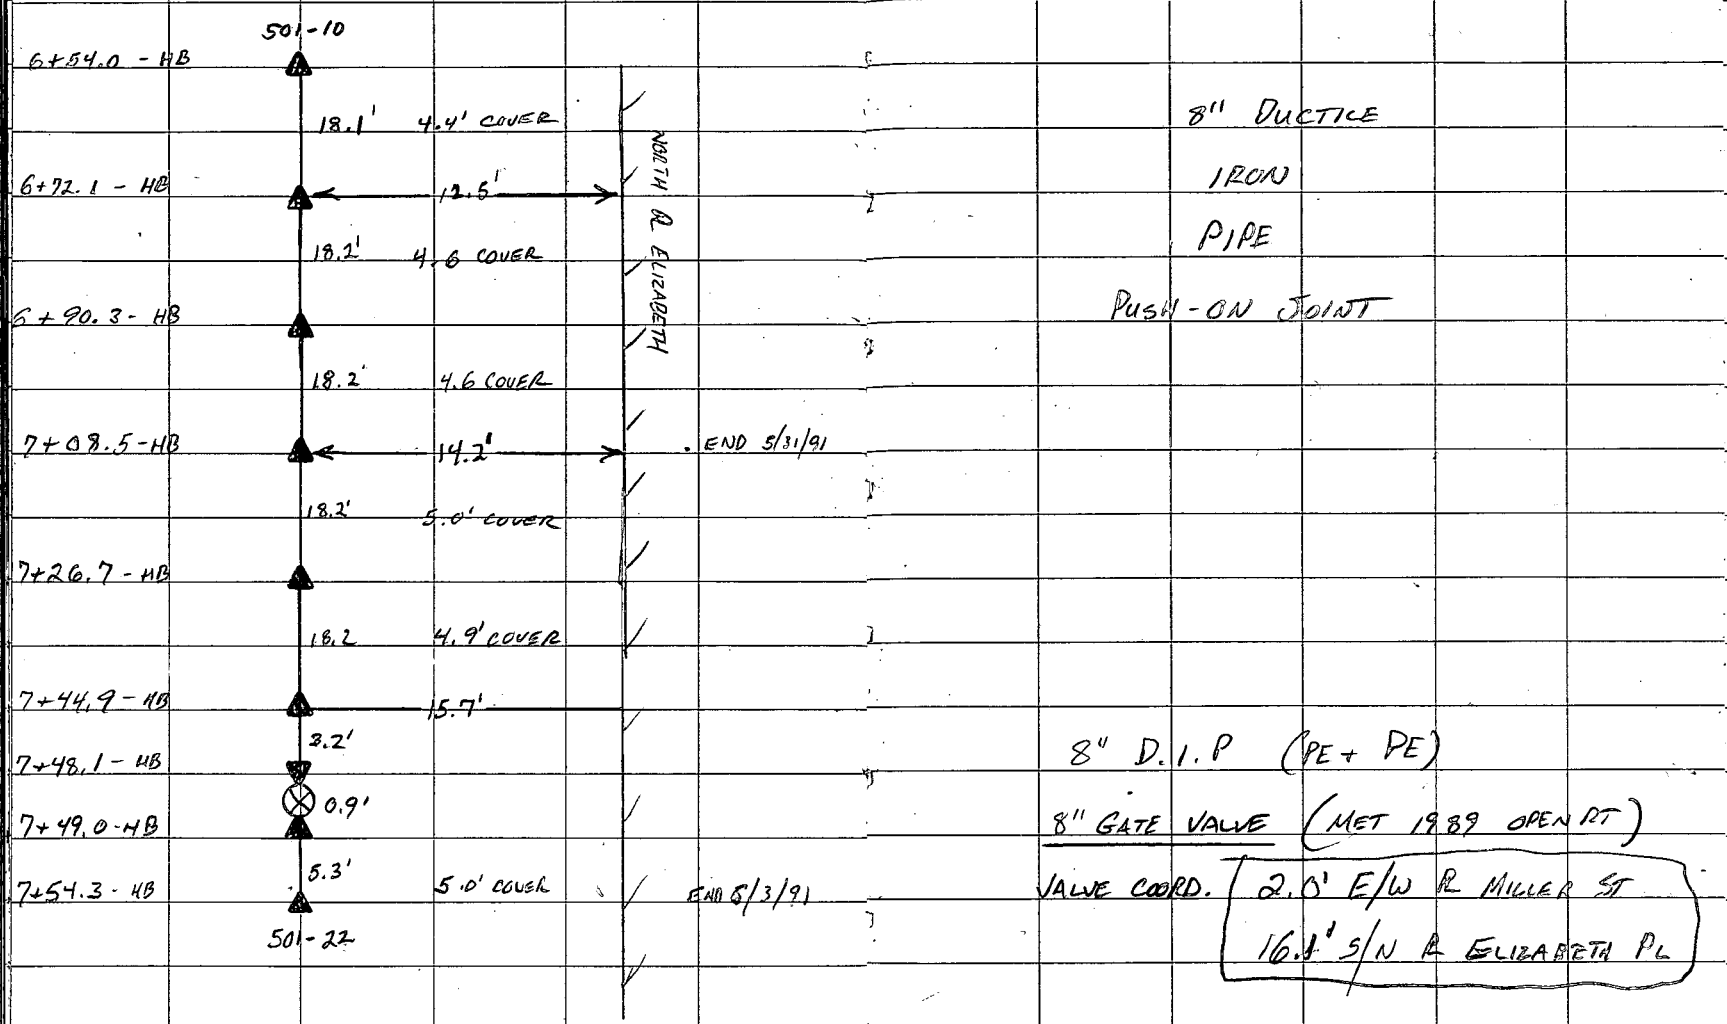 501-10
6+54.0 - HB
18.1' 4.4' COVER
8" DUCTILE
6+72.1 - HB
12.5'
NORTH ⅊ ELIZABETH
IRON
18.2' 4.6 COVER
PIPE
6+90.3 - HB
PUSH-ON JOINT
18.2' 4.6 COVER
7+08.5-HB
14.2'
END 5/31/91
18.2' 5.0' COVER
7+26.7 - HB
18.2 4.9' COVER
7+44.9 - HB
15.7'
3.2'
7+48.1 - HB
8" D.I.P (PE + PE)
0.9'
7+49.0-HB
8" GATE VALVE (MET 1989 OPEN RT)
5.3'
7+54.3 - HB
5.0' COVER
END 5/3/91
VALVE COORD. 2.0' E/W ⅊ MILLER ST
501-22
16.1' S/N ⅊ ELIZABETH PL